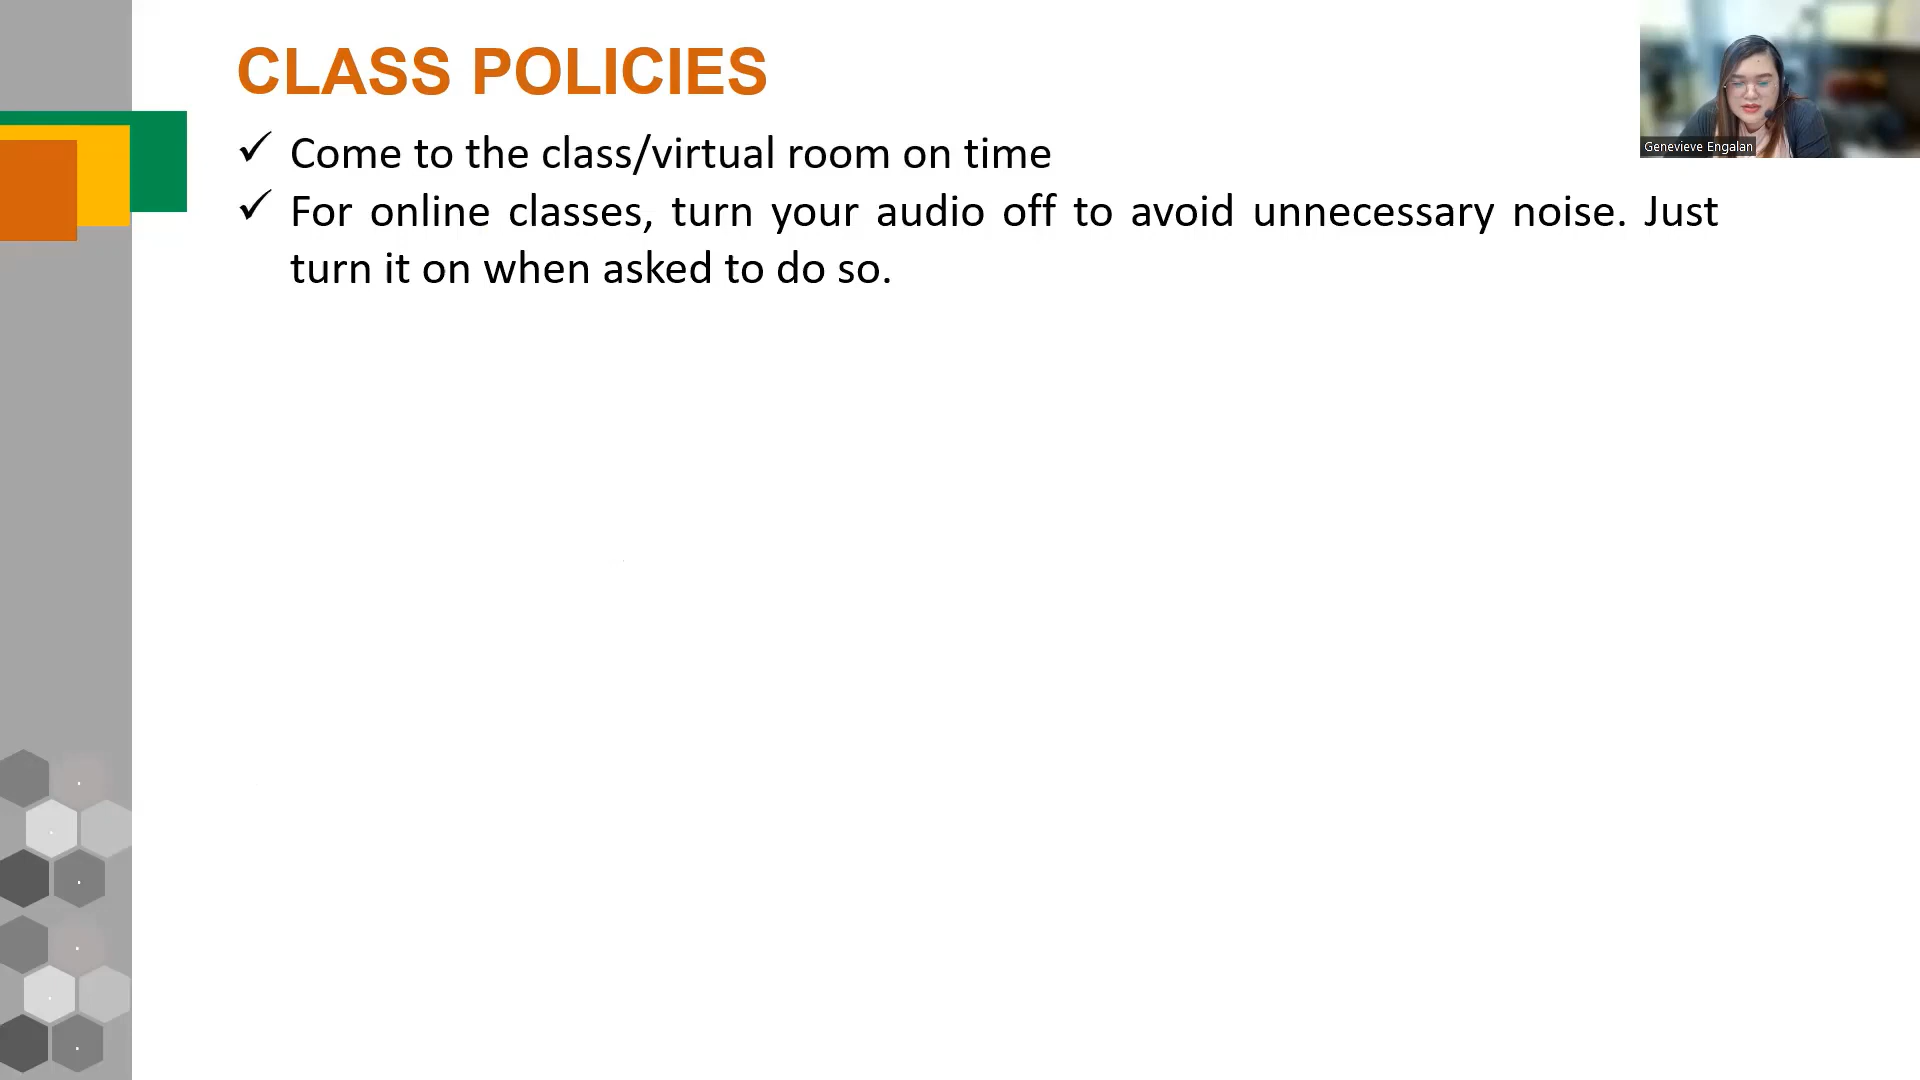 CLASS POLICIES
✓ Come to the class/virtual room on time
✓ For online classes, turn your audio off to avoid unnecessary noise. Just
turn it on when asked to do so.
Genevieve Engalan